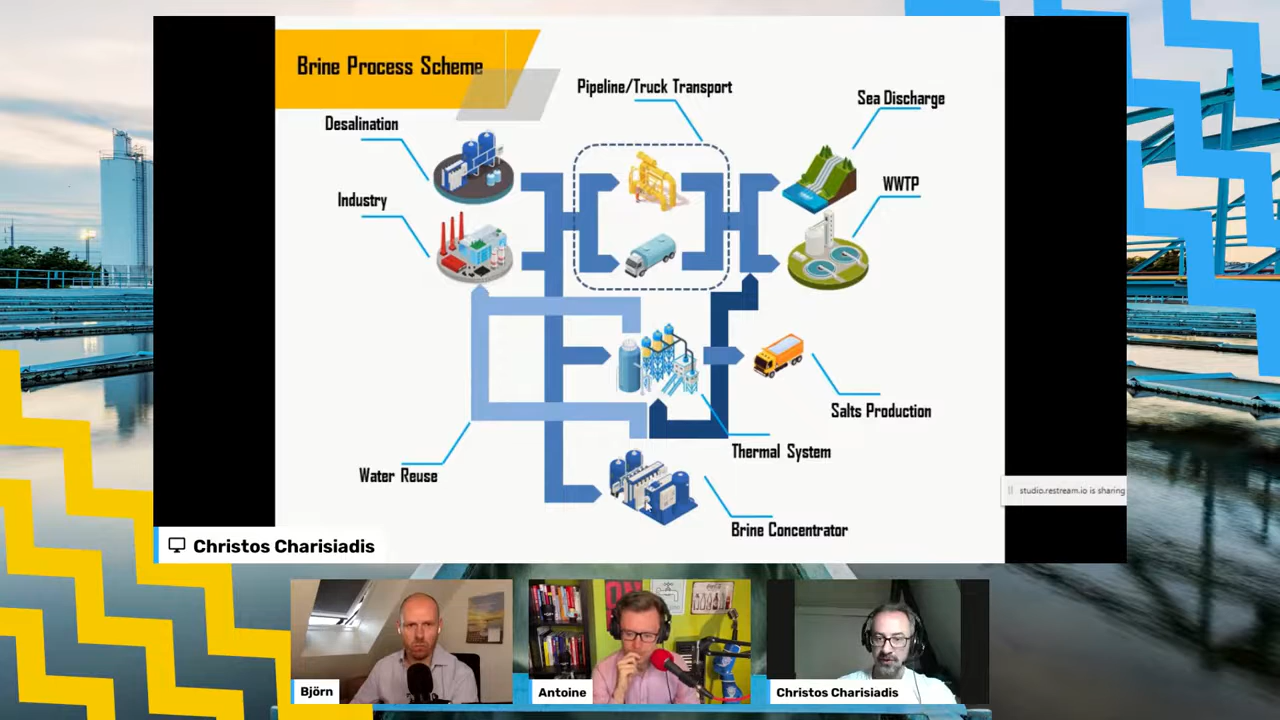 Brine Process Scheme
Pipeline/Truck Transport
Sea Discharge
Desalination
WWTP
Industry
Salts Production
Thermal System
Water Reuse
studio.restream.io is sharing
Brine Concentrator
Christos Charisiadis
Björn
Antoine
Christos Charisiadis